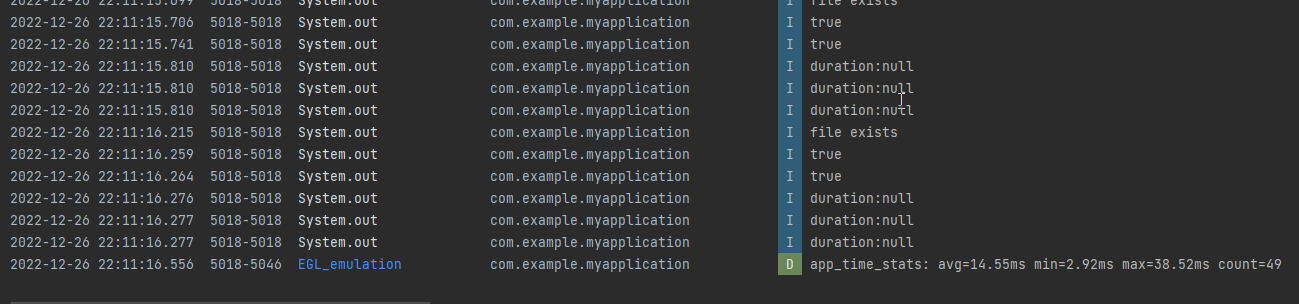 2022-12-26 22:11:15.699 5018-5018 System.out com.example.myapplication I file exists
2022-12-26 22:11:15.706 5018-5018 System.out com.example.myapplication I true
2022-12-26 22:11:15.741 5018-5018 System.out com.example.myapplication I true
2022-12-26 22:11:15.810 5018-5018 System.out com.example.myapplication I duration:null
2022-12-26 22:11:15.810 5018-5018 System.out com.example.myapplication I duration:null
2022-12-26 22:11:15.810 5018-5018 System.out com.example.myapplication I duration:null
2022-12-26 22:11:16.215 5018-5018 System.out com.example.myapplication I file exists
2022-12-26 22:11:16.259 5018-5018 System.out com.example.myapplication I true
2022-12-26 22:11:16.264 5018-5018 System.out com.example.myapplication I true
2022-12-26 22:11:16.276 5018-5018 System.out com.example.myapplication I duration:null
2022-12-26 22:11:16.277 5018-5018 System.out com.example.myapplication I duration:null
2022-12-26 22:11:16.277 5018-5018 System.out com.example.myapplication I duration:null
2022-12-26 22:11:16.556 5018-5046 EGL_emulation com.example.myapplication D app_time_stats: avg=14.55ms min=2.92ms max=38.52ms count=49